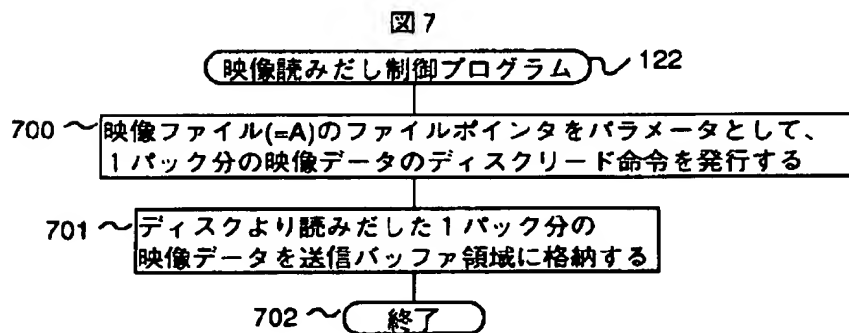 図7
映像読みだし制御プログラム 122
700 映像ファイル(=A)のファイルポインタをパラメータとして、
1パック分の映像データのディスクリード命令を発行する
701 ディスクより読みだした1パック分の
映像データを送信バッファ領域に格納する
702 終了